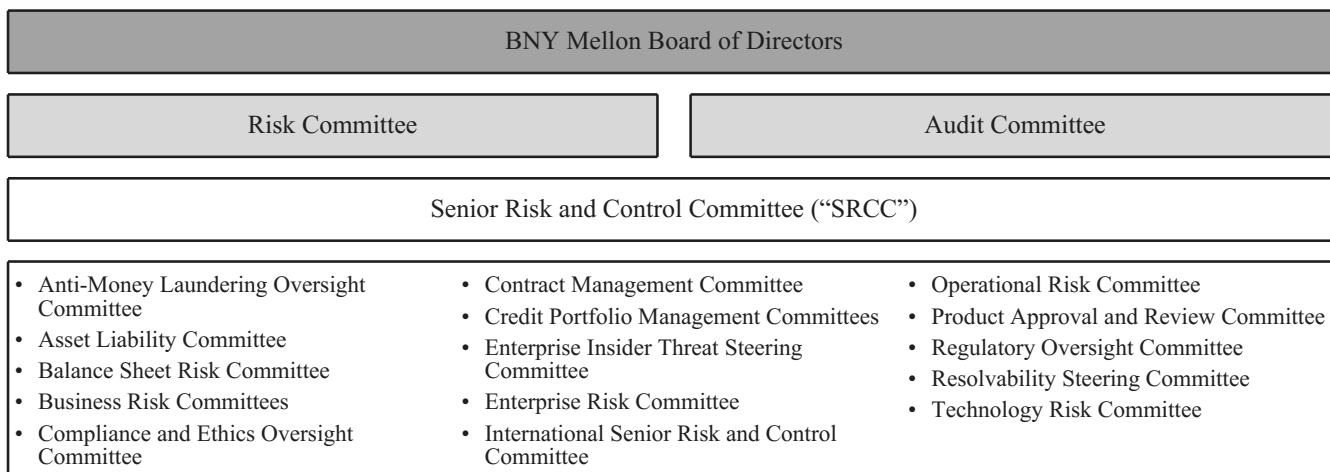 BNY Mellon Board of Directors
Risk Committee
Audit Committee
Senior Risk and Control Committee (“SRCC”)
• Anti-Money Laundering Oversight
Committee
• Asset Liability Committee
• Balance Sheet Risk Committee
• Business Risk Committees
• Compliance and Ethics Oversight
Committee
• Contract Management Committee
• Credit Portfolio Management Committees
• Enterprise Insider Threat Steering
Committee
• Enterprise Risk Committee
• International Senior Risk and Control
Committee
• Operational Risk Committee
• Product Approval and Review Committee
• Regulatory Oversight Committee
• Resolvability Steering Committee
• Technology Risk Committee